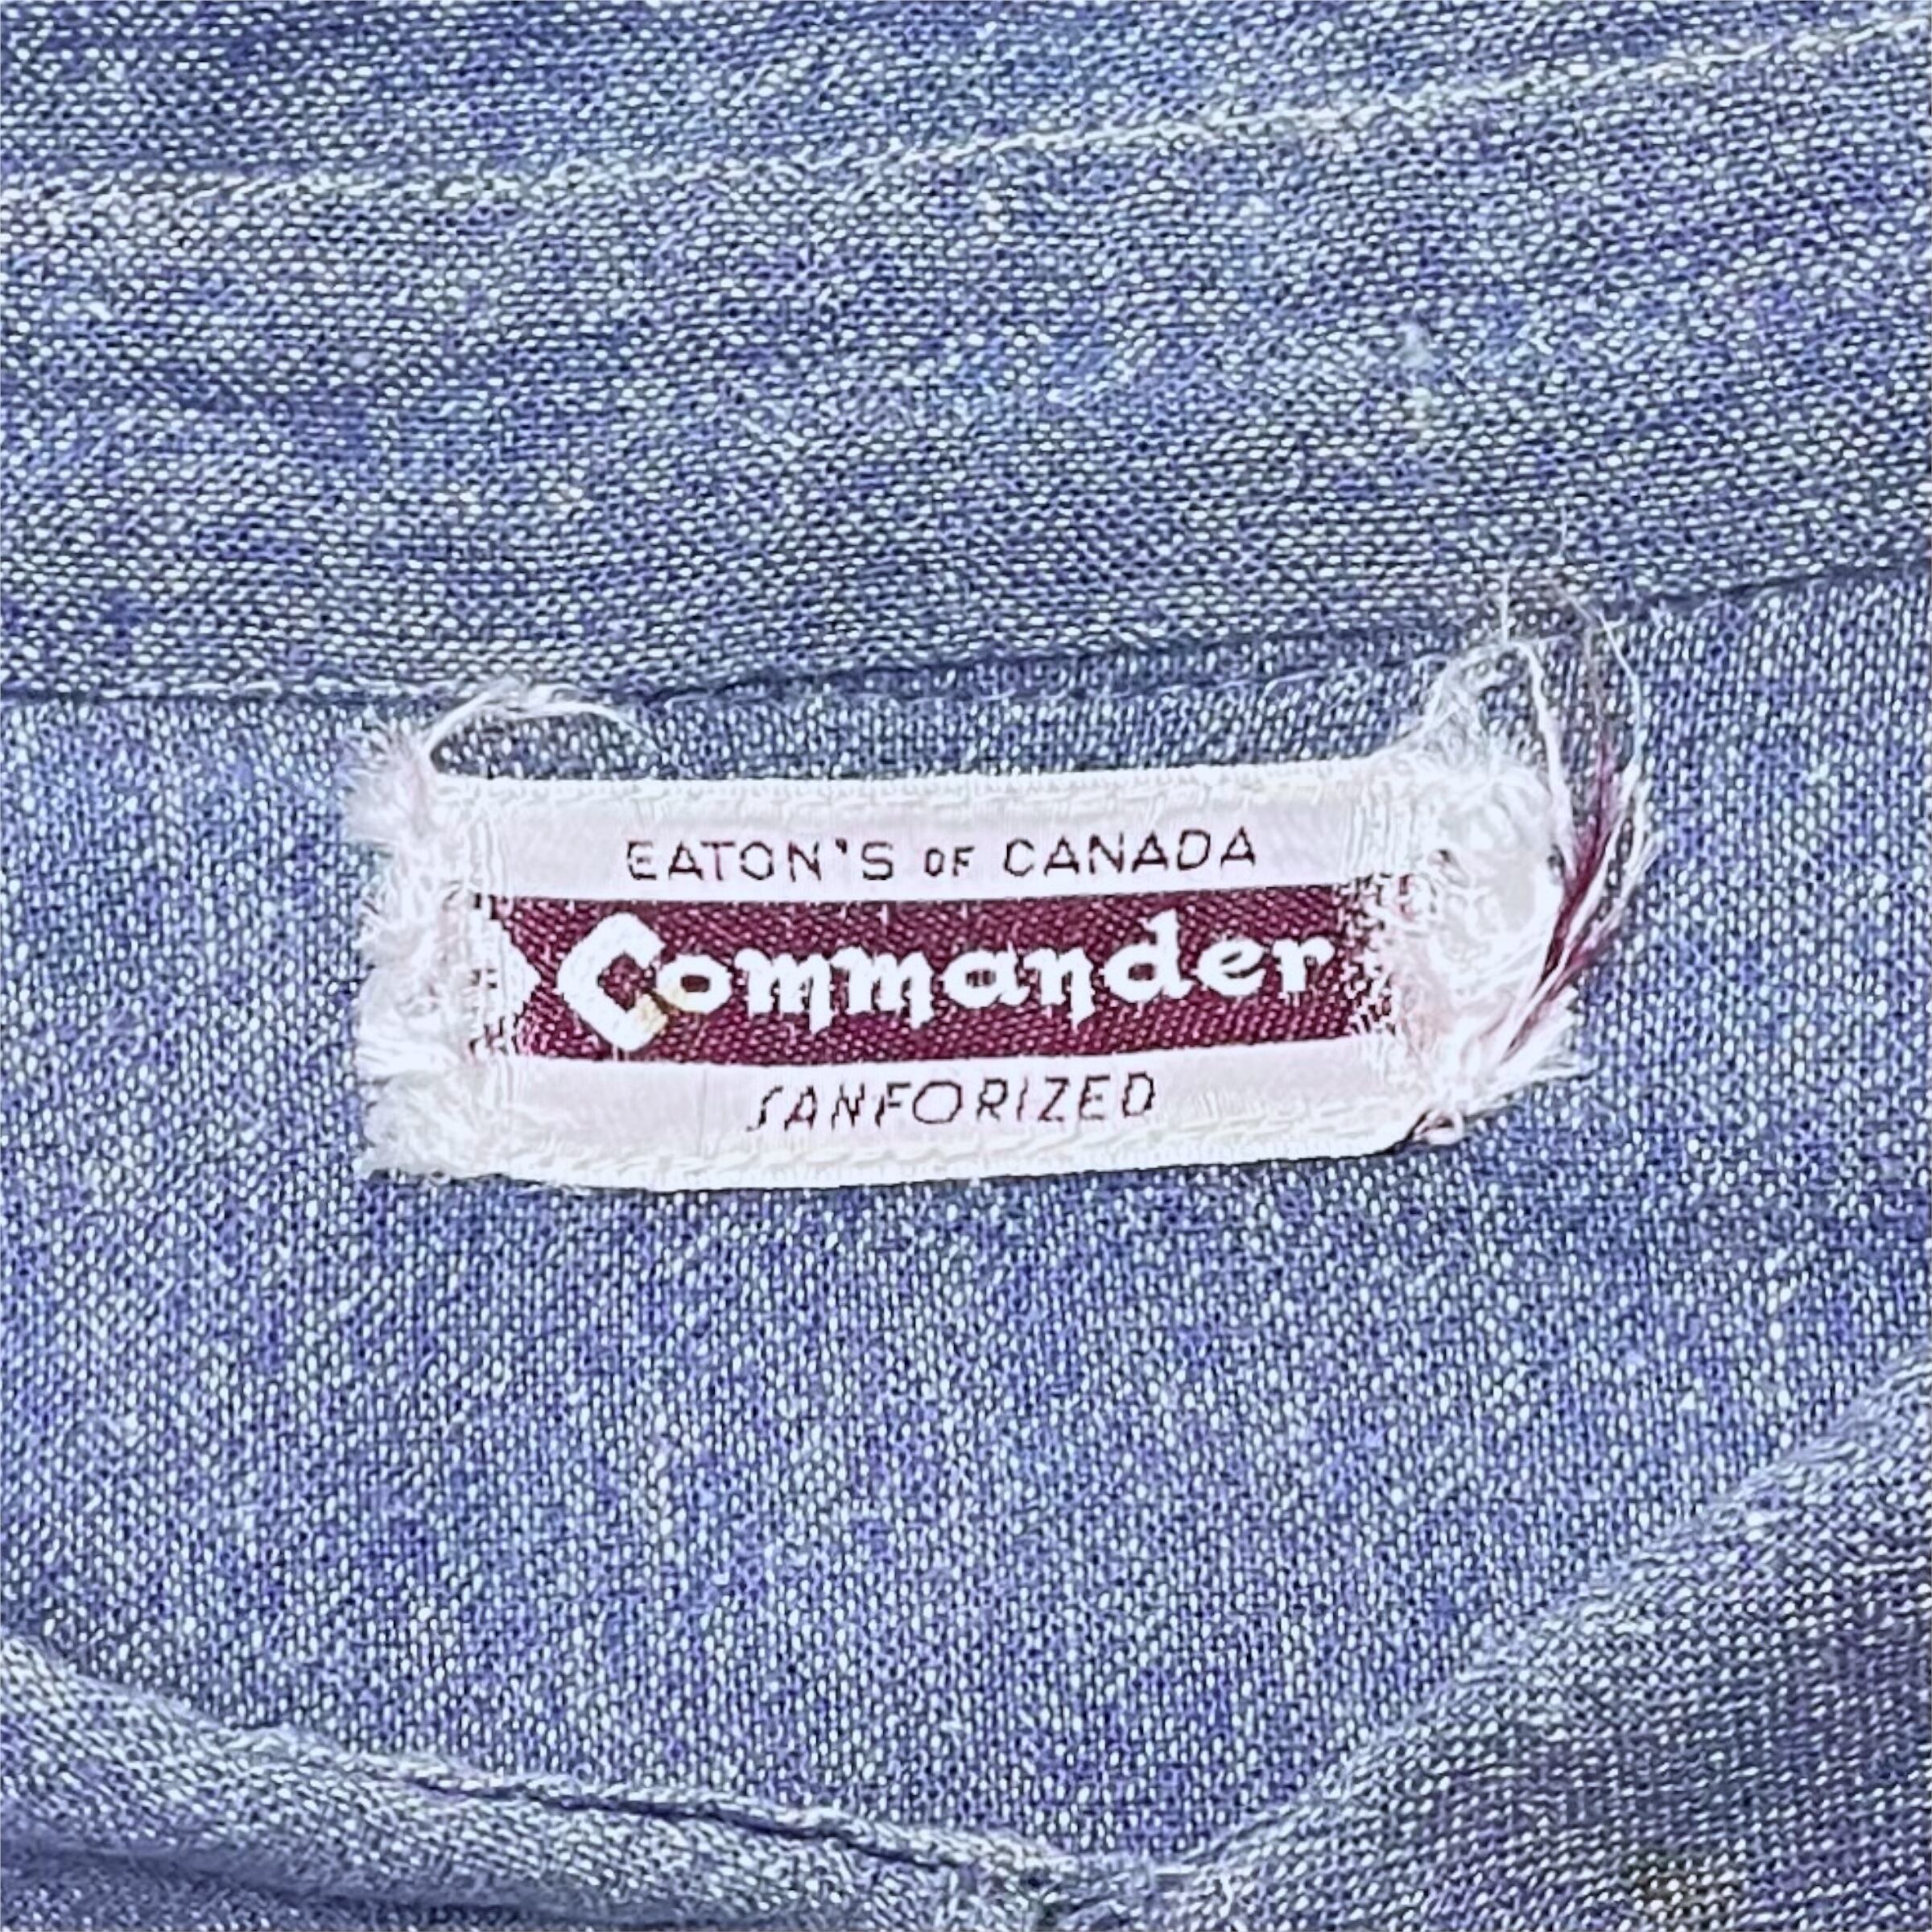 EATON'S OF CANADA
Commander
SANFORIZED